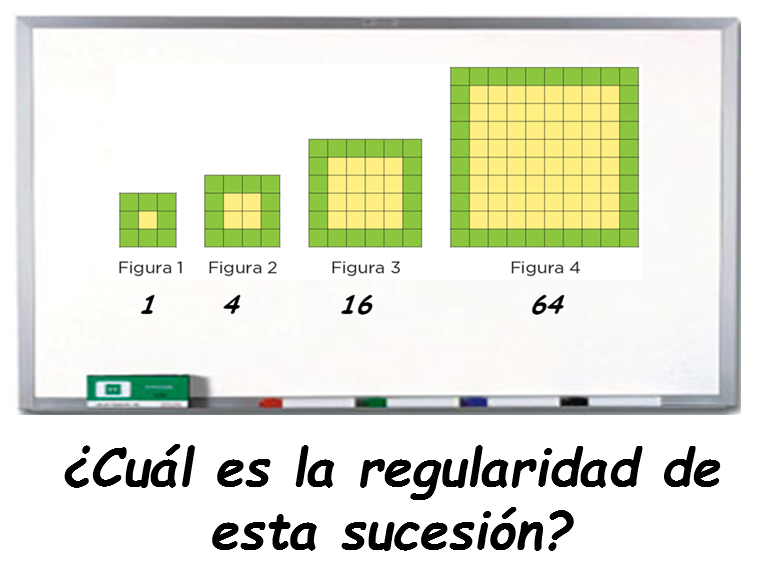 Figura 1 Figura 2 Figura 3 Figura 4
1 4 16 64
¿Cuál es la regularidad de
esta sucesión?